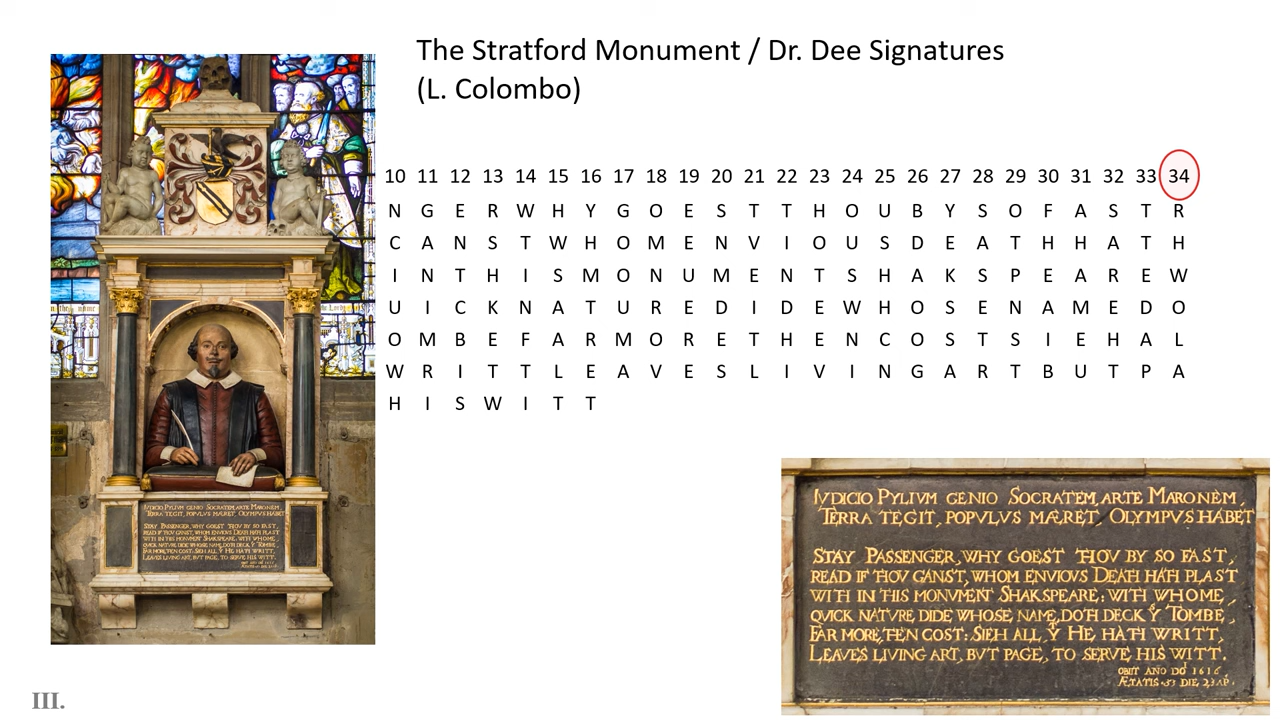 The Stratford Monument / Dr. Dee Signatures
(L. Colombo)
10 11 12 13 14 15 16 17 18 19 20 21 22 23 24 25 26 27 28 29 30 31 32 33 34
N G E R W H Y G O E S T T H O U B Y S O F A S T R
C A N S T W H O M E N V I O U S D E A T H H A T H
I N T H I S M O N U M E N T S H A K S P E A R E W
U I C K N A T U R E D I D E W H O S E N A M E D O
O M B E F A R M O R E T H E N C O S T S I E H A L
W R I T T L E A V E S L I V I N G A R T B U T P A
H I S W I T T
IVDICIO PYLIVM GENIO SOCRATEM, ARTE MARONEM,
TERRA TEGIT, POPVLVS MÆRET, OLYMPVS HABET
STAY PASSENGER, WHY GOEST THOV BY SO FAST,
READ IF THOV CANST, WHOM ENVIOVS DEATH HATH PLAST
WITH IN THIS MONVMENT SHAKSPEARE: WITH WHOME,
QVICK NATVRE DIDE WHOSE NAME, DOTH DECK Yˢ TOMBE,
FAR MORE, THEN COST: SIEH ALL, Yᵀ HE HATH WRITT,
LEAVES LIVING ART, BVT PAGE, TO SERVE HIS WITT.
OBIIT AÑO DOⁱ 1616
ÆTATIS · 53 DIE 23 AP.
III.